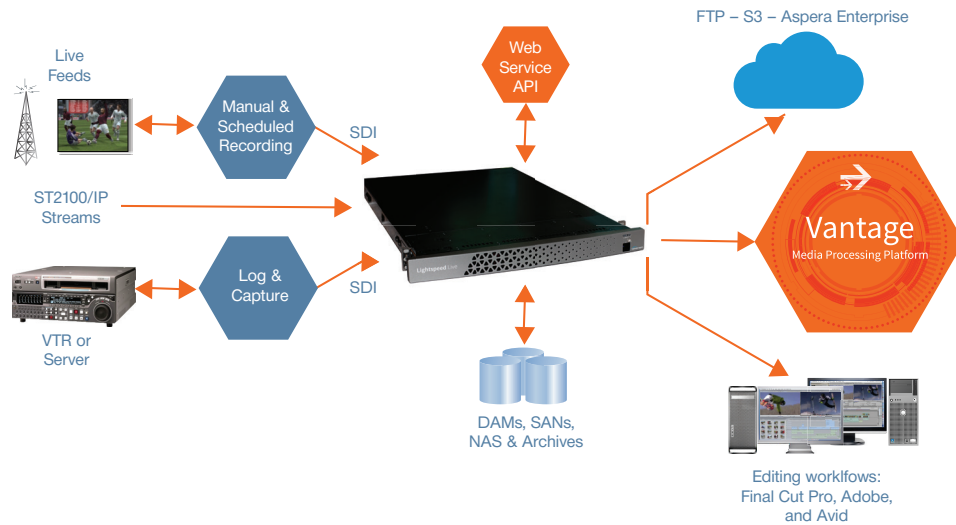 FTP – S3 – Aspera Enterprise
Live
Feeds
Web
Service
API
Manual &
Scheduled
Recording
SDI
ST2100/IP
Streams
Vantage
Media Processing Platform
Lightspeed Live
Log &
Capture
SDI
VTR or
Server
DAMs, SANs,
NAS & Archives
Editing worklfows:
Final Cut Pro, Adobe,
and Avid